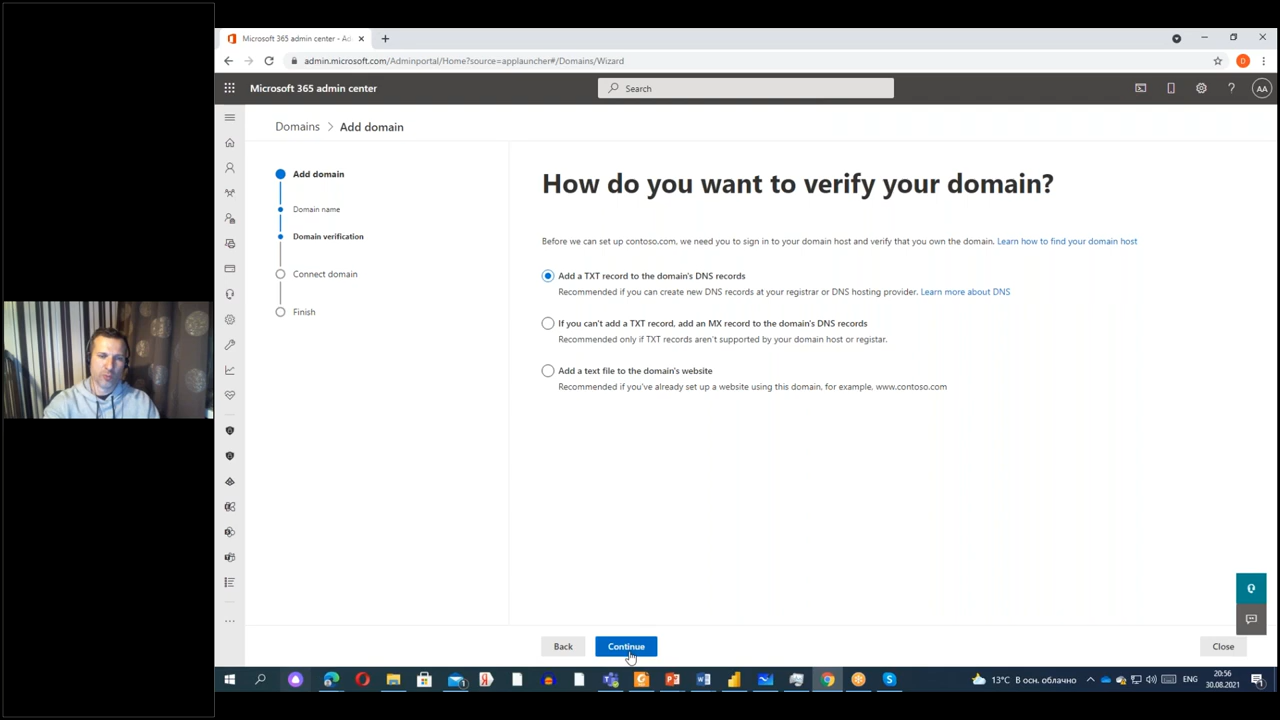 Microsoft 365 admin center - Ad
admin.microsoft.com/Adminportal/Home?source=applauncher#/Domains/Wizard
D
Microsoft 365 admin center
Search
AA
Domains > Add domain
Add domain
Domain name
Domain verification
Connect domain
Finish
How do you want to verify your domain?
Before we can set up contoso.com, we need you to sign in to your domain host and verify that you own the domain. Learn how to find your domain host
Add a TXT record to the domain's DNS records
Recommended if you can create new DNS records at your registrar or DNS hosting provider. Learn more about DNS
If you can't add a TXT record, add an MX record to the domain's DNS records
Recommended only if TXT records aren't supported by your domain host or registar.
Add a text file to the domain's website
Recommended if you've already set up a website using this domain, for example, www.contoso.com
Back
Continue
Close
13°C В осн. облачно
ENG
20:56
30.08.2021